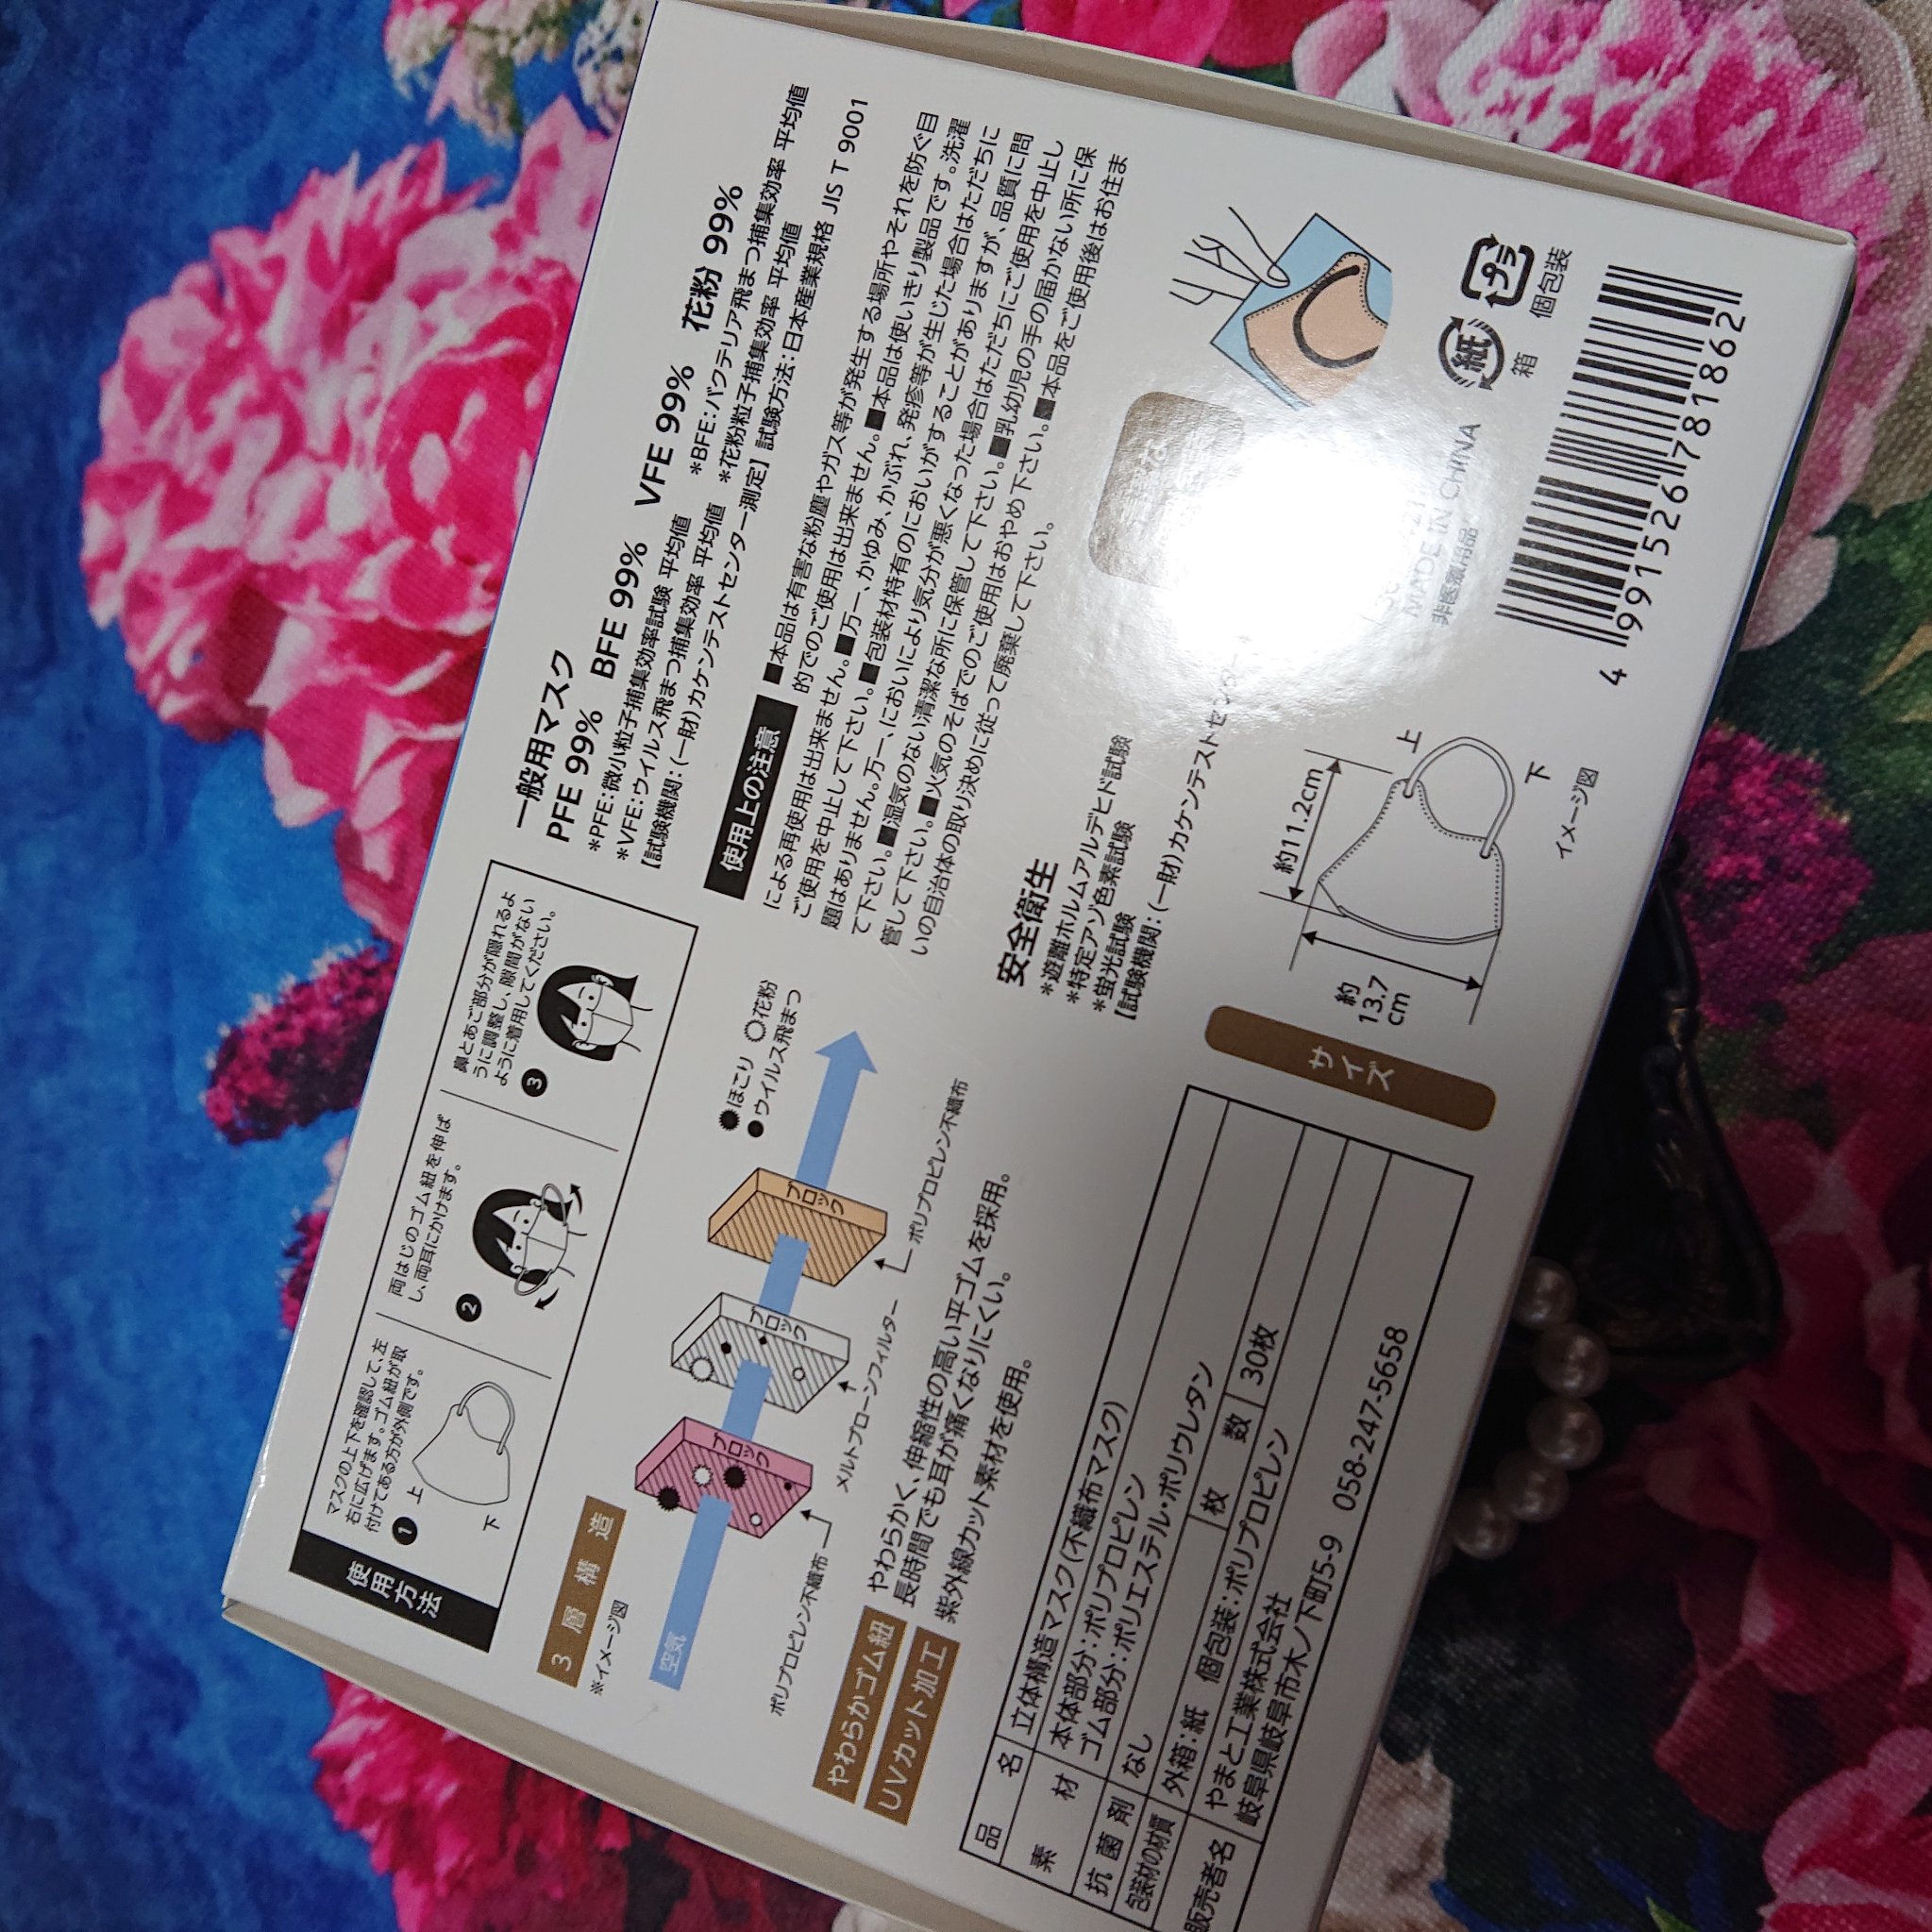 使用方法
マスクの上下を確認して、左
右に広げます。ゴム紐が取
付けてある方が外側です。
❶
上
下
両はじのゴム紐を伸ば
し、両耳にかけます。
❷
鼻とあご部分が隠れるよ
うに調整し、隙間がない
ように着用してください。
❸
3層構造
※イメージ図
ほこり 花粉
ウイルス飛まつ
空気
ブロック
ブロック
ブロック
ポリプロピレン不織布
メルトブローンフィルター
ポリプロピレン不織布
やわらかゴム紐
やわらかく、伸縮性の高い平ゴムを採用。
長時間でも耳が痛くなりにくい。
UVカット加工
紫外線カット素材を使用。
品名 立体構造マスク(不織布マスク)
素材 本体部分:ポリプロピレン
ゴム部分:ポリエステル・ポリウレタン
抗菌剤 なし 枚数 30枚
包装材の材質 外箱:紙 個包装:ポリプロピレン
販売者名 やまと工業株式会社
岐阜県岐阜市木ノ下町5-9 058-247-5658
一般用マスク
PFE 99% BFE 99% VFE 99% 花粉 99%
*PFE:微小粒子捕集効率試験 平均値 *BFE:バクテリア飛まつ捕集効率 平均値
*VFE:ウイルス飛まつ捕集効率 平均値 *花粉粒子捕集効率 平均値
【試験機関:(一財)カケンテストセンター測定】試験方法:日本産業規格 JIS T 9001
使用上の注意
■本品は有害な粉塵やガス等が発生する場所やそれを防ぐ目
的でのご使用は出来ません。■本品は使いきり製品です。洗濯
による再使用は出来ません。■万一、かゆみ、かぶれ、発疹等が生じた場合はただちに
ご使用を中止して下さい。■包装材特有のにおいがすることがありますが、品質に問
題はありません。万一、においにより気分が悪くなった場合はただちにご使用を中止し
て下さい。■湿気のない清潔な所に保管して下さい。■乳幼児の手の届かない所に保
管して下さい。■火気のそばでのご使用はおやめ下さい。■本品をご使用後はお住ま
いの自治体の取り決めに従って廃棄して下さい。
安全衛生
*遊離ホルムアルデヒド試験
*特定アゾ色素試験
*蛍光試験
【試験機関:(一財)カケンテストセンター
サイズ
約11.2cm
約
13.7
cm
上
下
イメージ図
MADE IN CHINA
非医療用品
紙
箱
プラ
個包装
4 991526 781862